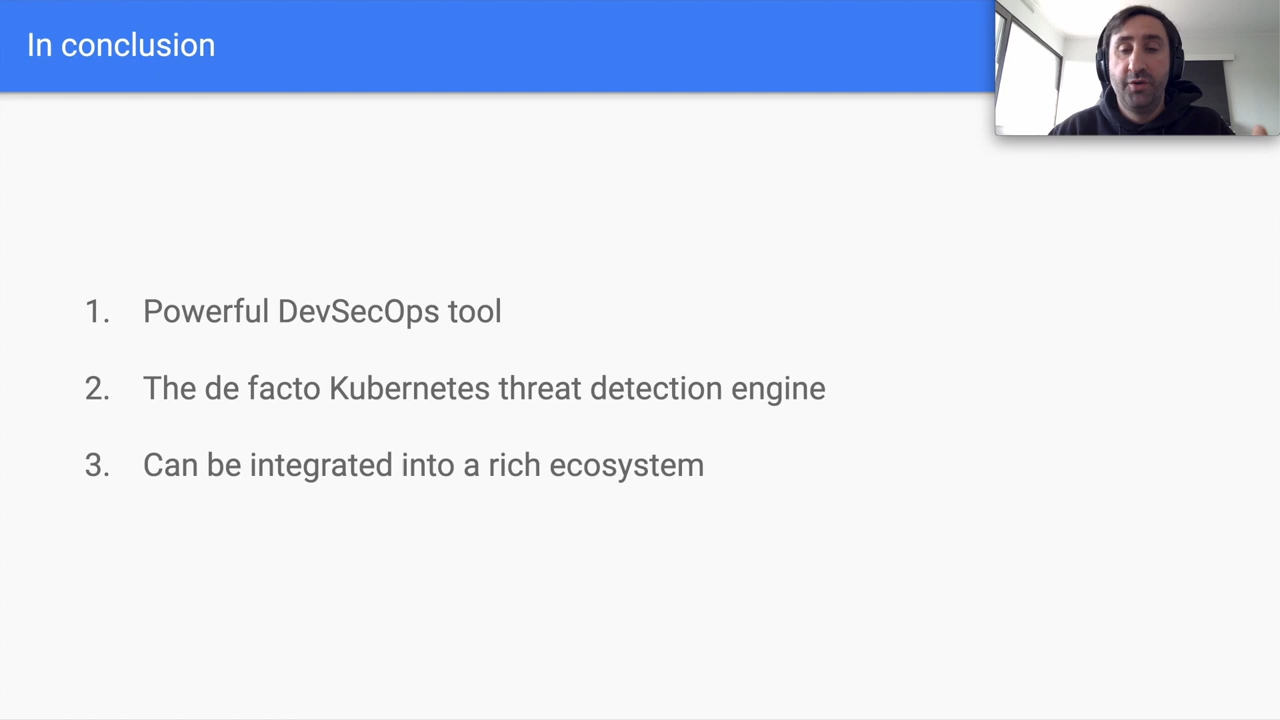 In conclusion
1. Powerful DevSecOps tool
2. The de facto Kubernetes threat detection engine
3. Can be integrated into a rich ecosystem